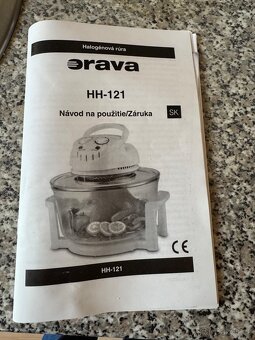 Halogénová rúra
orava
HH-121
Návod na použitie/Záruka
SK
CE
HH-121